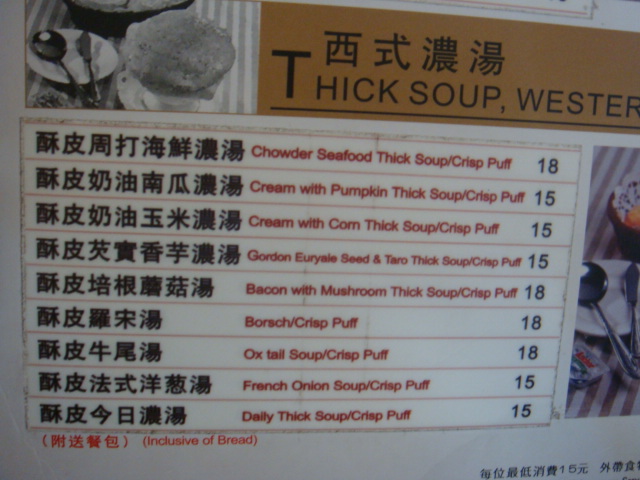 西式濃湯
THICK SOUP, WESTER
酥皮周打海鮮濃湯 Chowder Seafood Thick Soup/Crisp Puff 18
酥皮奶油南瓜濃湯 Cream with Pumpkin Thick Soup/Crisp Puff 15
酥皮奶油玉米濃湯 Cream with Corn Thick Soup/Crisp Puff 15
酥皮芡實香芋濃湯 Gordon Euryale Seed & Taro Thick Soup/Crisp Puff 15
酥皮培根蘑菇湯 Bacon with Mushroom Thick Soup/Crisp Puff 18
酥皮羅宋湯 Borsch/Crisp Puff 18
酥皮牛尾湯 Ox tail Soup/Crisp Puff 18
酥皮法式洋葱湯 French Onion Soup/Crisp Puff 15
酥皮今日濃湯 Daily Thick Soup/Crisp Puff 15
（附送餐包） (Inclusive of Bread)
每位最低消費15元 外帶食